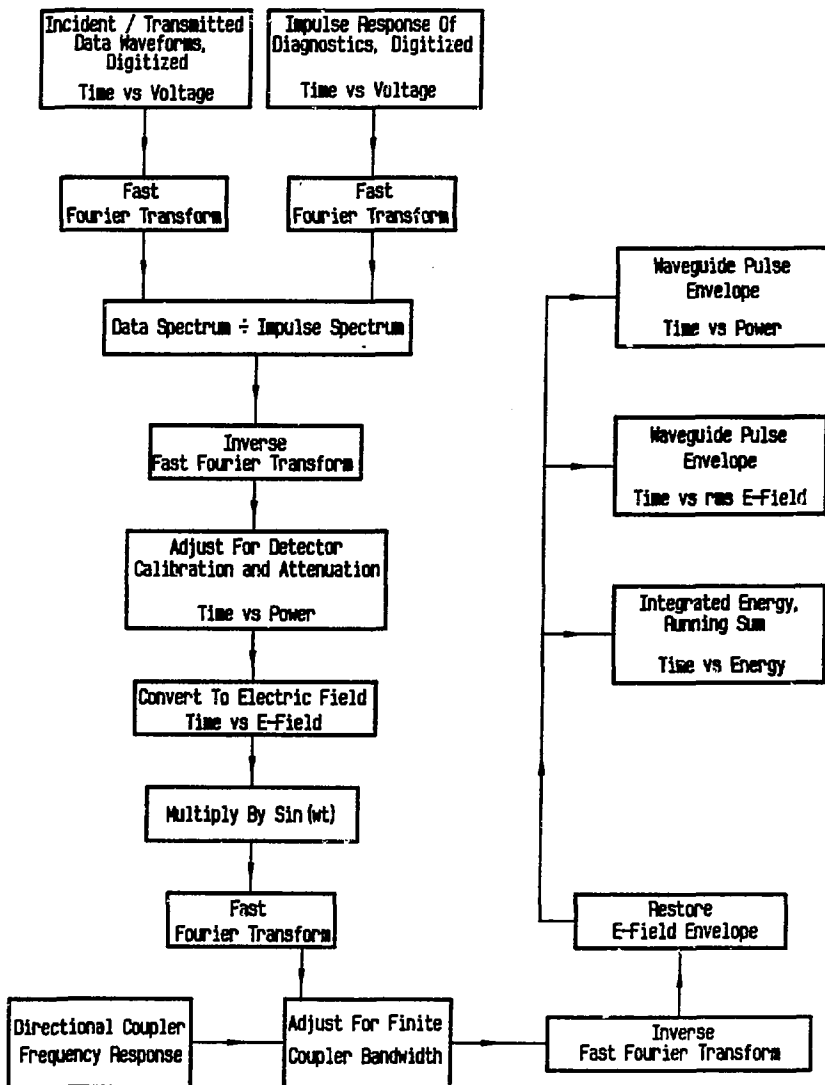 Incident / Transmitted
Data Waveforms,
Digitized
Time vs Voltage
Impulse Response Of
Diagnostics, Digitized
Time vs Voltage
Fast
Fourier Transform
Fast
Fourier Transform
Data Spectrum ÷ Impulse Spectrum
Inverse
Fast Fourier Transform
Adjust For Detector
Calibration and Attenuation
Time vs Power
Convert To Electric Field
Time vs E-Field
Multiply By Sin(wt)
Fast
Fourier Transform
Directional Coupler
Frequency Response
Adjust For Finite
Coupler Bandwidth
Inverse
Fast Fourier Transform
Restore
E-Field Envelope
Waveguide Pulse
Envelope
Time vs Power
Waveguide Pulse
Envelope
Time vs rms E-Field
Integrated Energy,
Running Sum
Time vs Energy